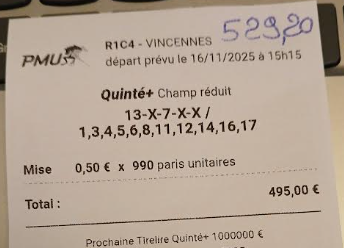 529,20
R1C4 - VINCENNES
PMU
départ prévu le 16/11/2025 à 15h15
Quinté+ Champ réduit
13-X-7-X-X /
1,3,4,5,6,8,11,12,14,16,17
Mise 0,50 € x 990 paris unitaires
495,00 €
Total :
Prochaine Tirelire Quinté+ 1000000 €